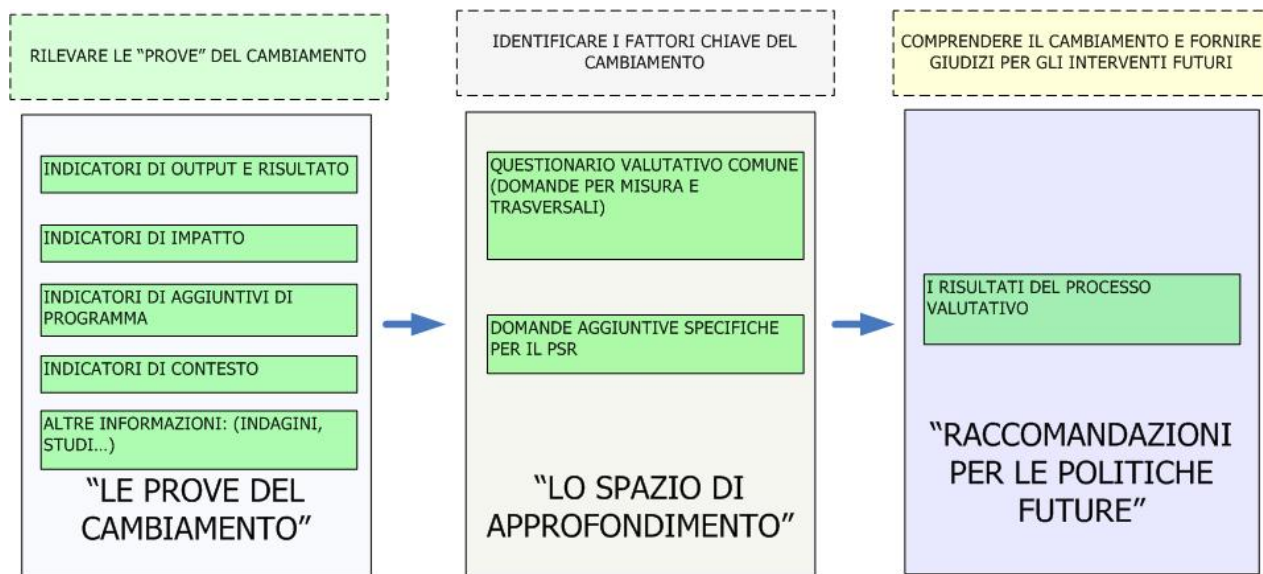 RILEVARE LE “PROVE” DEL CAMBIAMENTO
INDICATORI DI OUTPUT E RISULTATO
INDICATORI DI IMPATTO
INDICATORI DI AGGIUNTIVI DI
PROGRAMMA
INDICATORI DI CONTESTO
ALTRE INFORMAZIONI: (INDAGINI,
STUDI...)
“LE PROVE DEL
CAMBIAMENTO”
IDENTIFICARE I FATTORI CHIAVE DEL
CAMBIAMENTO
QUESTIONARIO VALUTATIVO COMUNE
(DOMANDE PER MISURA E
TRASVERSALI)
DOMANDE AGGIUNTIVE SPECIFICHE
PER IL PSR
“LO SPAZIO DI
APPROFONDIMENTO”
COMPRENDERE IL CAMBIAMENTO E FORNIRE
GIUDIZI PER GLI INTERVENTI FUTURI
I RISULTATI DEL PROCESSO
VALUTATIVO
“RACCOMANDAZIONI
PER LE POLITICHE
FUTURE”